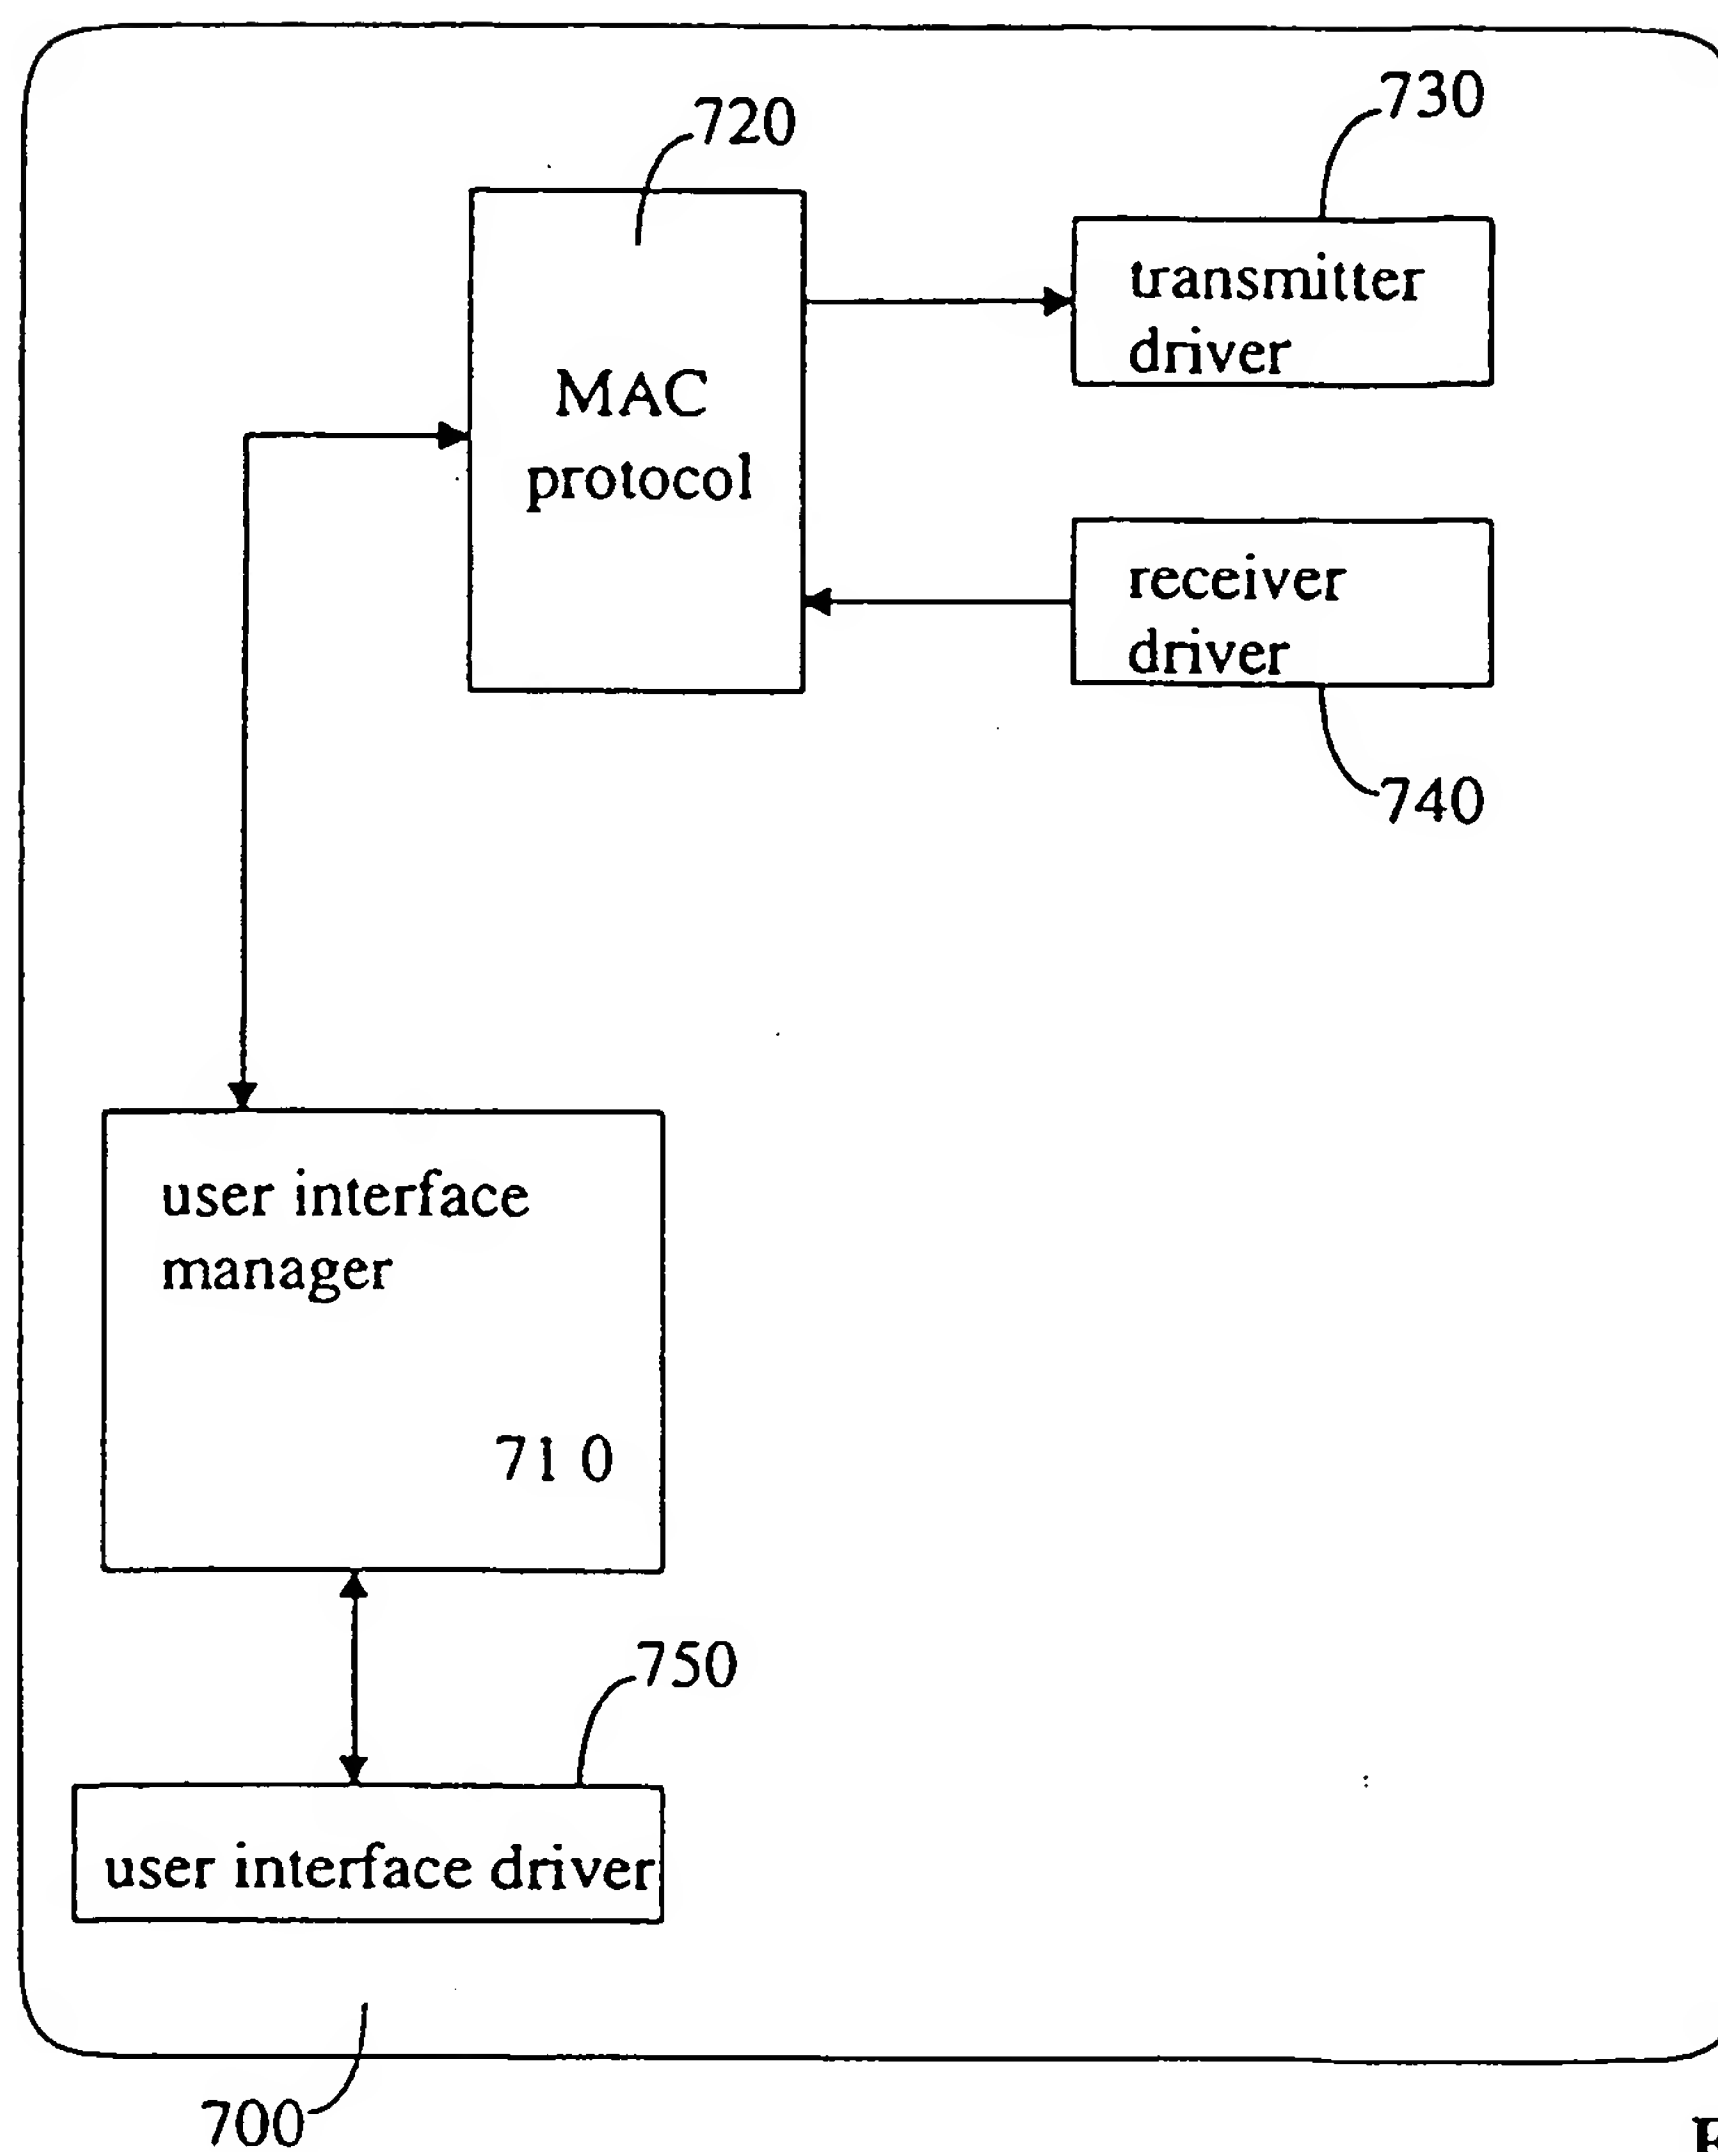 720
730
transmitter
driver
MAC
protocol
receiver
driver
740
user interface
manager
71 0
750
user interface driver
700